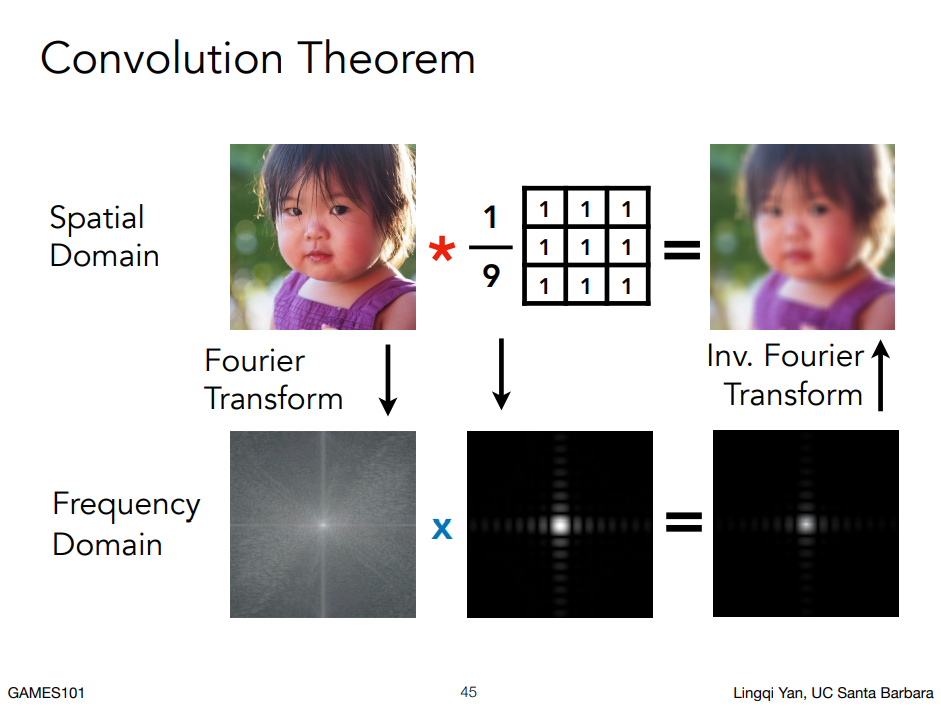 Convolution Theorem
Spatial
Domain
*
1
9
1 1 1
1 1 1
1 1 1
=
Fourier
Transform
Inv. Fourier
Transform
Frequency
Domain
x
=
GAMES101
45
Lingqi Yan, UC Santa Barbara